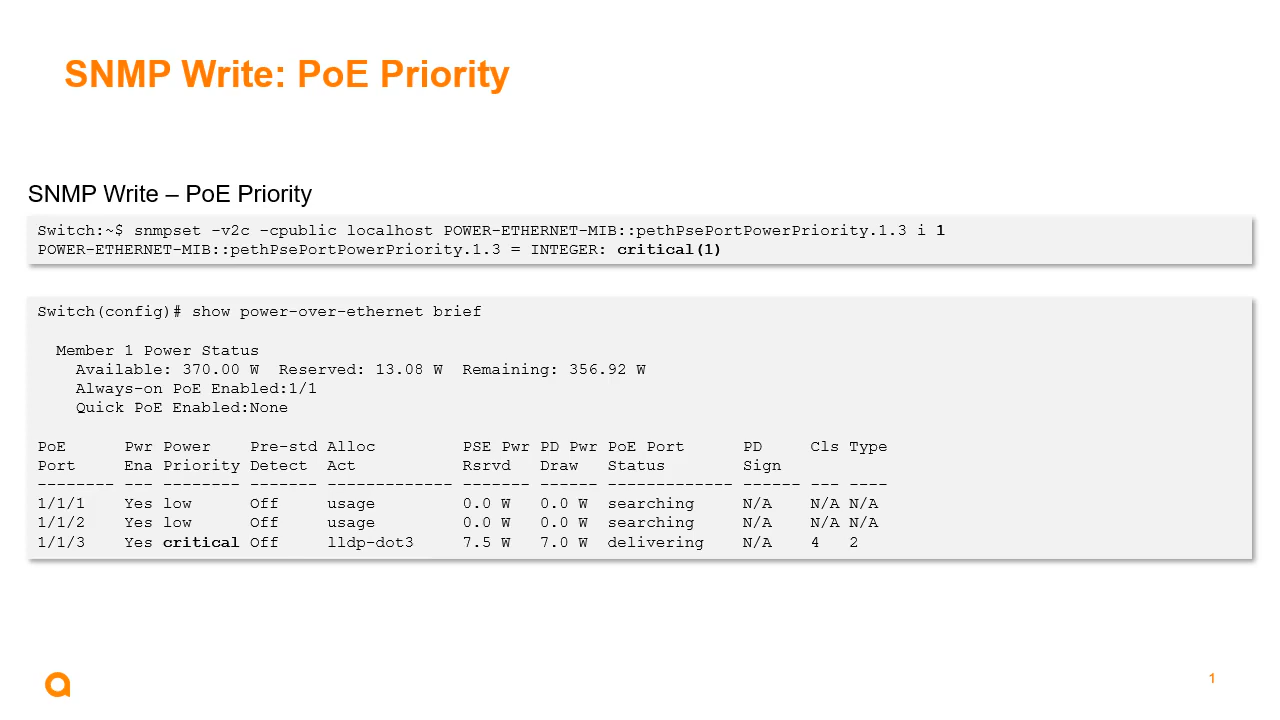 SNMP Write: PoE Priority
SNMP Write – PoE Priority
Switch:~$ snmpset -v2c -cpublic localhost POWER-ETHERNET-MIB::pethPsePortPowerPriority.1.3 i 1
POWER-ETHERNET-MIB::pethPsePortPowerPriority.1.3 = INTEGER: critical(1)
Switch(config)# show power-over-ethernet brief
Member 1 Power Status
Available: 370.00 W  Reserved: 13.08 W  Remaining: 356.92 W
Always-on PoE Enabled:1/1
Quick PoE Enabled:None
PoE      Pwr Power    Pre-std Alloc         PSE Pwr PD Pwr PoE Port      PD     Cls Type
Port     Ena Priority Detect  Act           Rsrvd   Draw   Status        Sign
-------- --- -------- ------- ------------- ------- ------ ------------- ------ --- ----
1/1/1    Yes low      Off     usage         0.0 W   0.0 W  searching     N/A    N/A N/A
1/1/2    Yes low      Off     usage         0.0 W   0.0 W  searching     N/A    N/A N/A
1/1/3    Yes critical Off     lldp-dot3     7.5 W   7.0 W  delivering    N/A    4   2
1